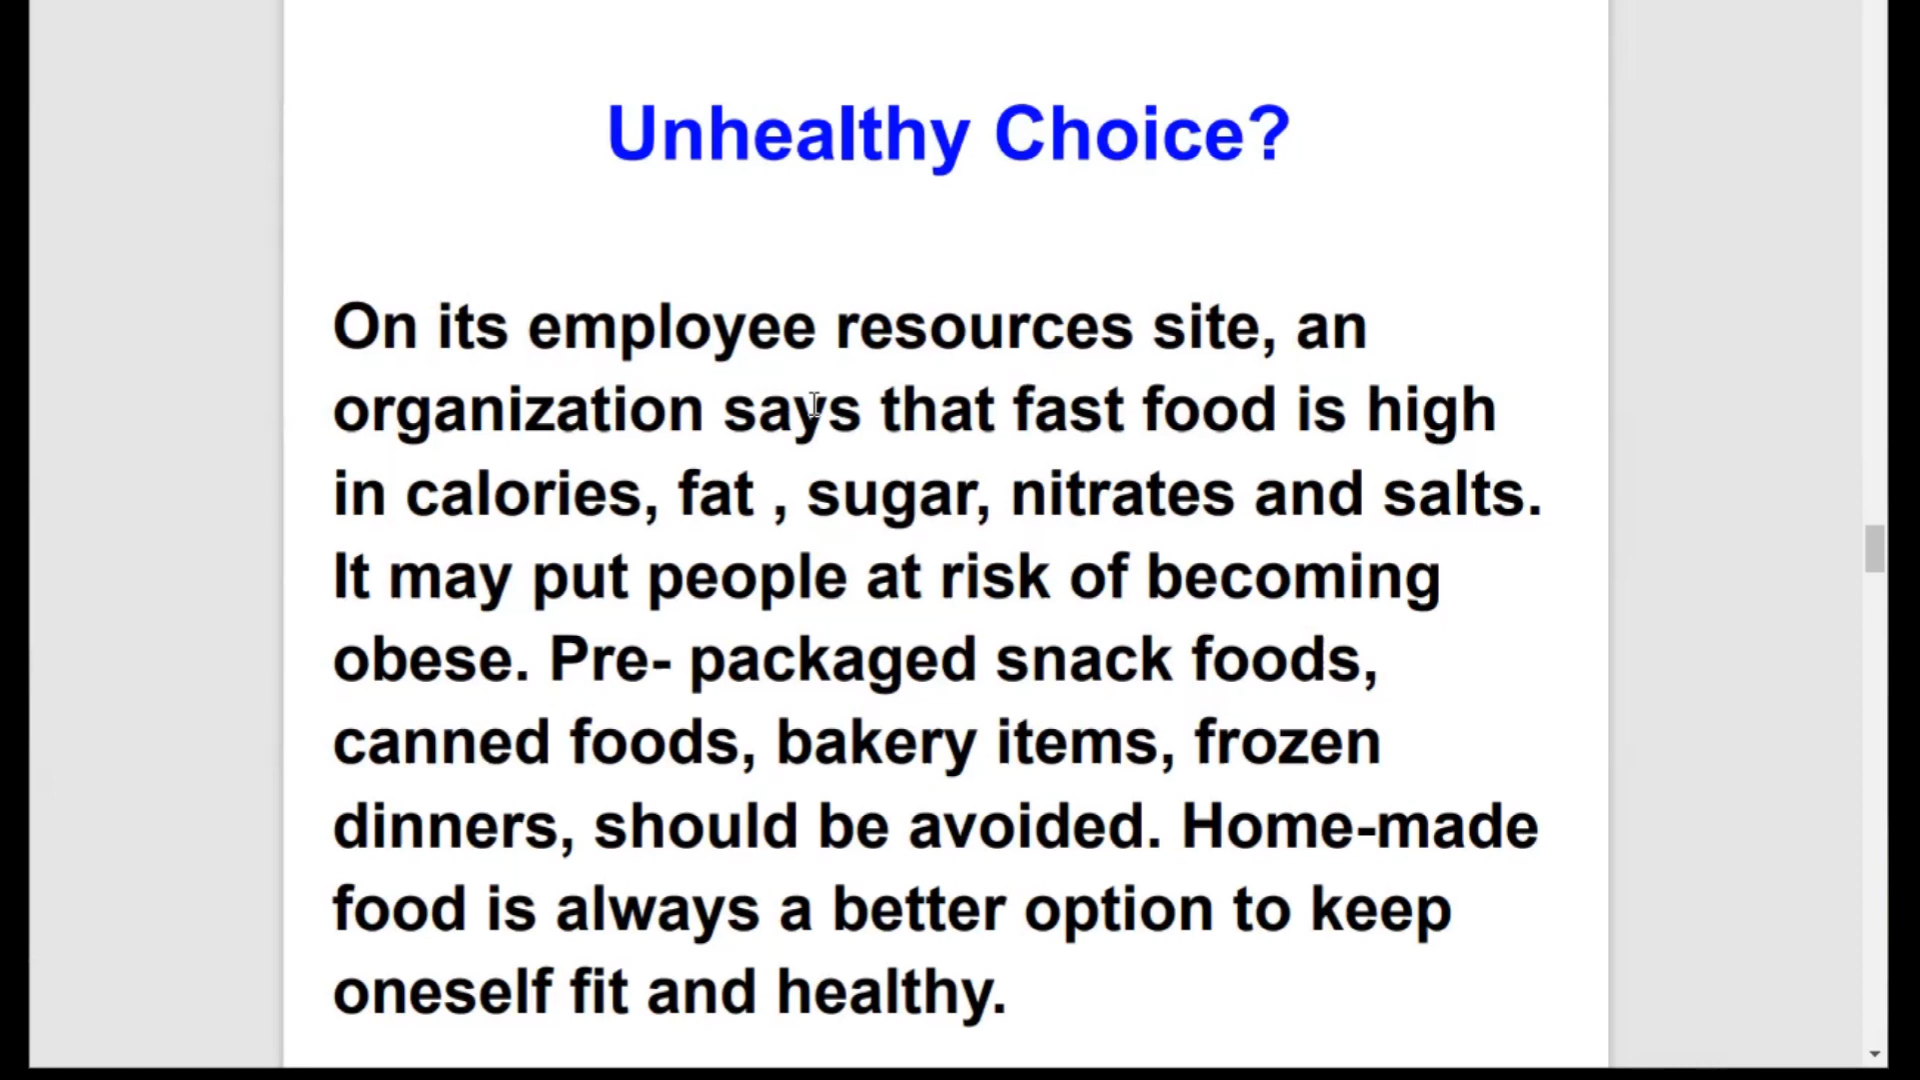 Unhealthy Choice?
On its employee resources site, an
organization says that fast food is high
in calories, fat , sugar, nitrates and salts.
It may put people at risk of becoming
obese. Pre- packaged snack foods,
canned foods, bakery items, frozen
dinners, should be avoided. Home-made
food is always a better option to keep
oneself fit and healthy.